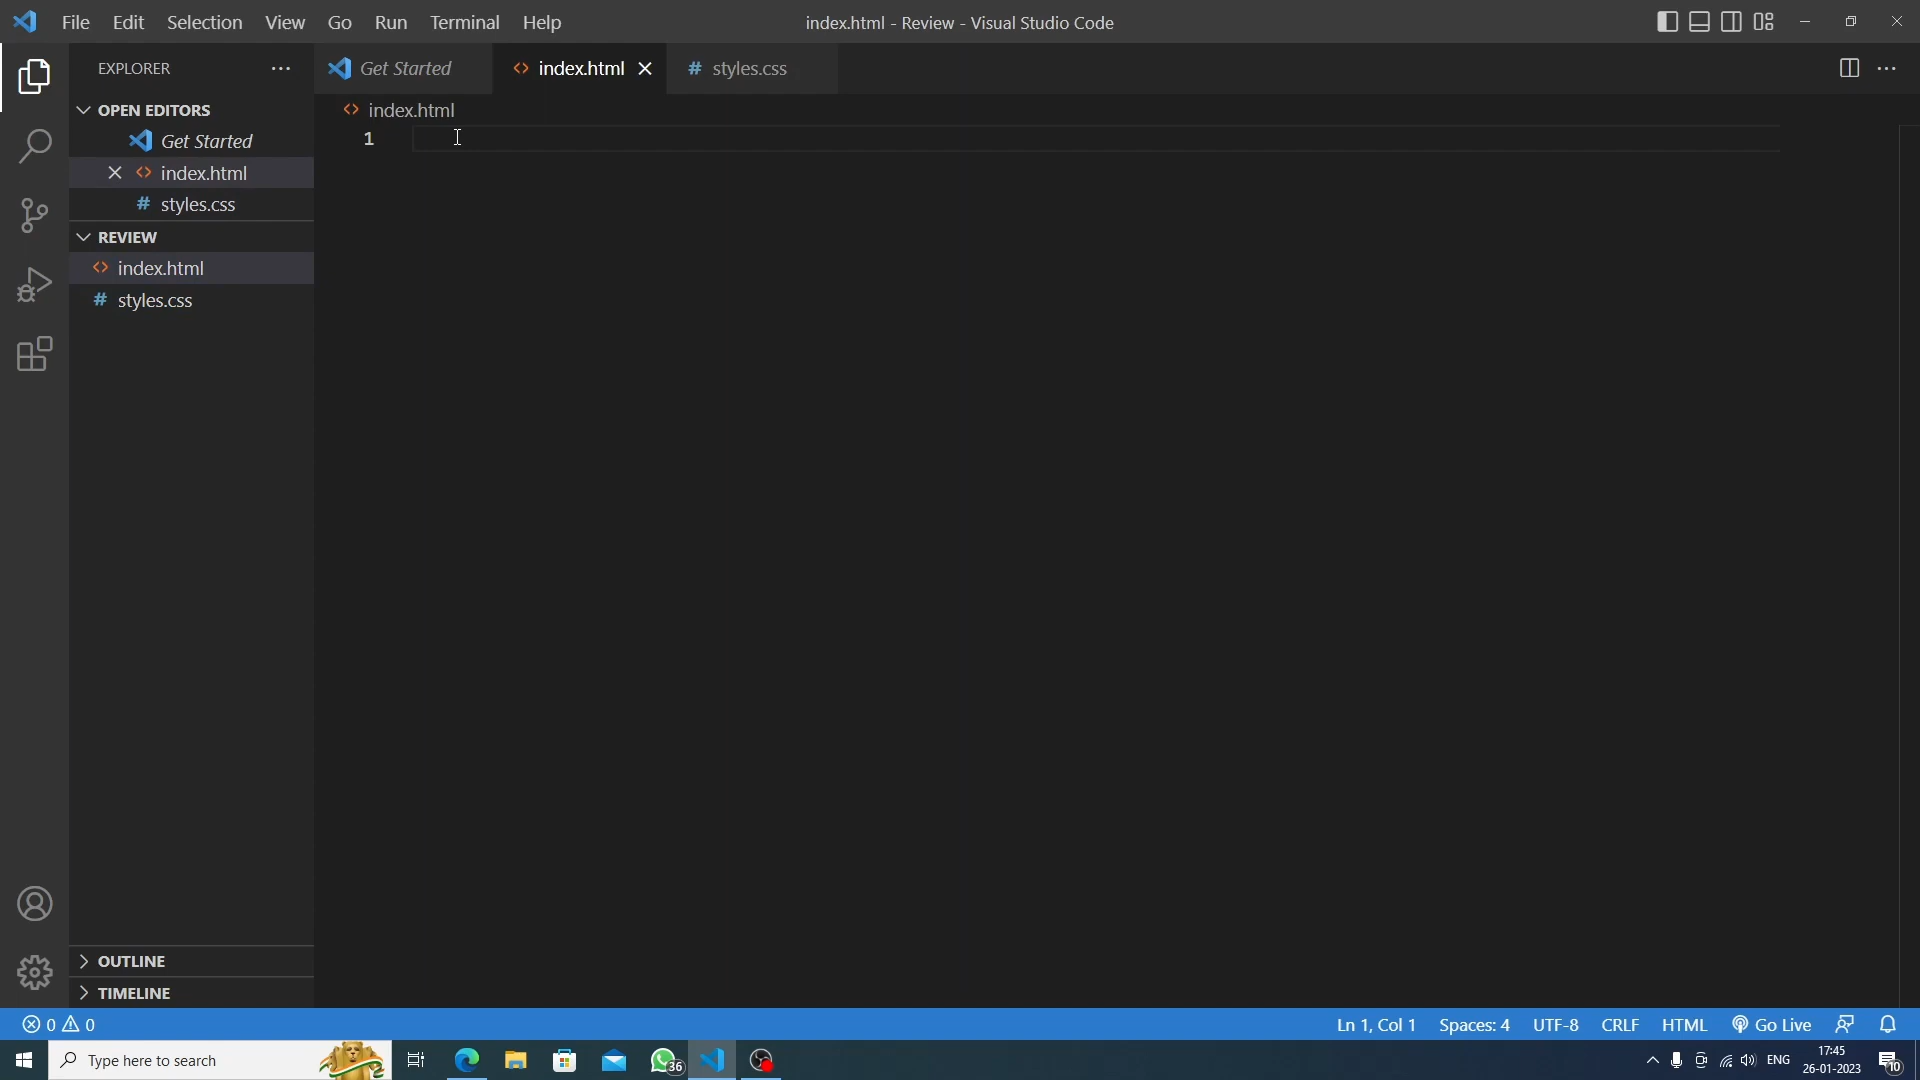 File Edit Selection View Go Run Terminal Help
index.html - Review - Visual Studio Code
EXPLORER
Get Started
index.html
# styles.css
OPEN EDITORS
Get Started
index.html
# styles.css
REVIEW
index.html
# styles.css
index.html
1
OUTLINE
TIMELINE
0 0
Ln 1, Col 1
Spaces: 4
UTF-8
CRLF
HTML
Go Live
Type here to search
36
ENG
17:45
26-01-2023
10